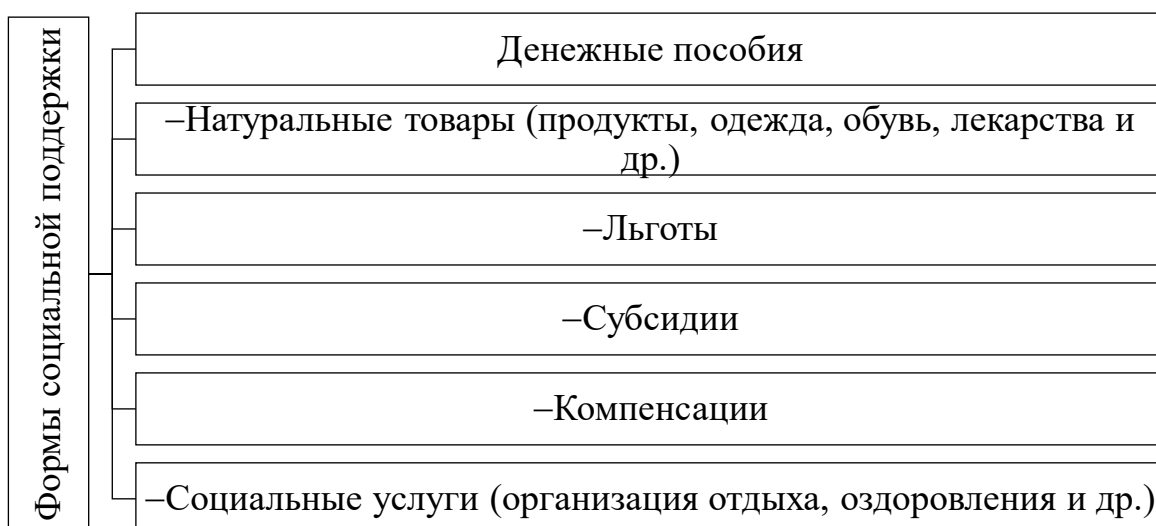 Формы социальной поддержки
Денежные пособия
–Натуральные товары (продукты, одежда, обувь, лекарства и
др.)
–Льготы
–Субсидии
–Компенсации
–Социальные услуги (организация отдыха, оздоровления и др.)